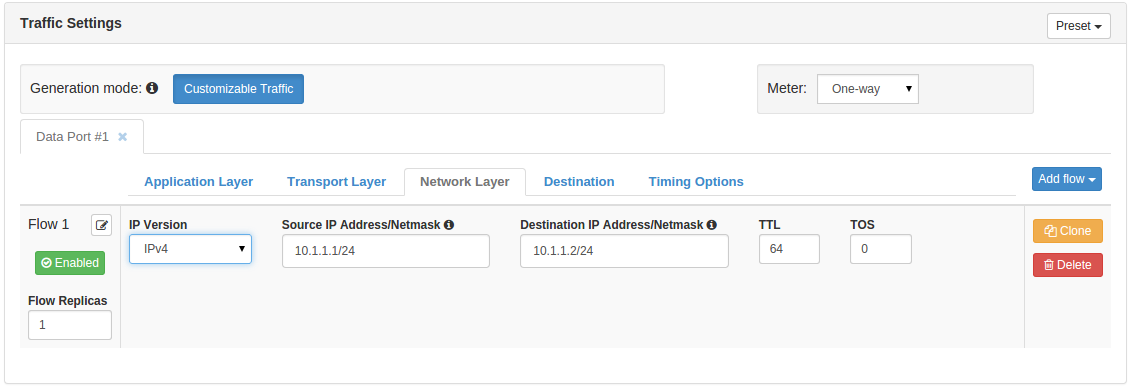 Traffic Settings
Preset
Generation mode:
Customizable Traffic
Meter:
One-way
Data Port #1
Application Layer
Transport Layer
Network Layer
Destination
Timing Options
Add flow
Flow 1
IP Version
Source IP Address/Netmask
Destination IP Address/Netmask
TTL
TOS
IPv4
10.1.1.1/24
10.1.1.2/24
64
0
Clone
Enabled
Delete
Flow Replicas
1